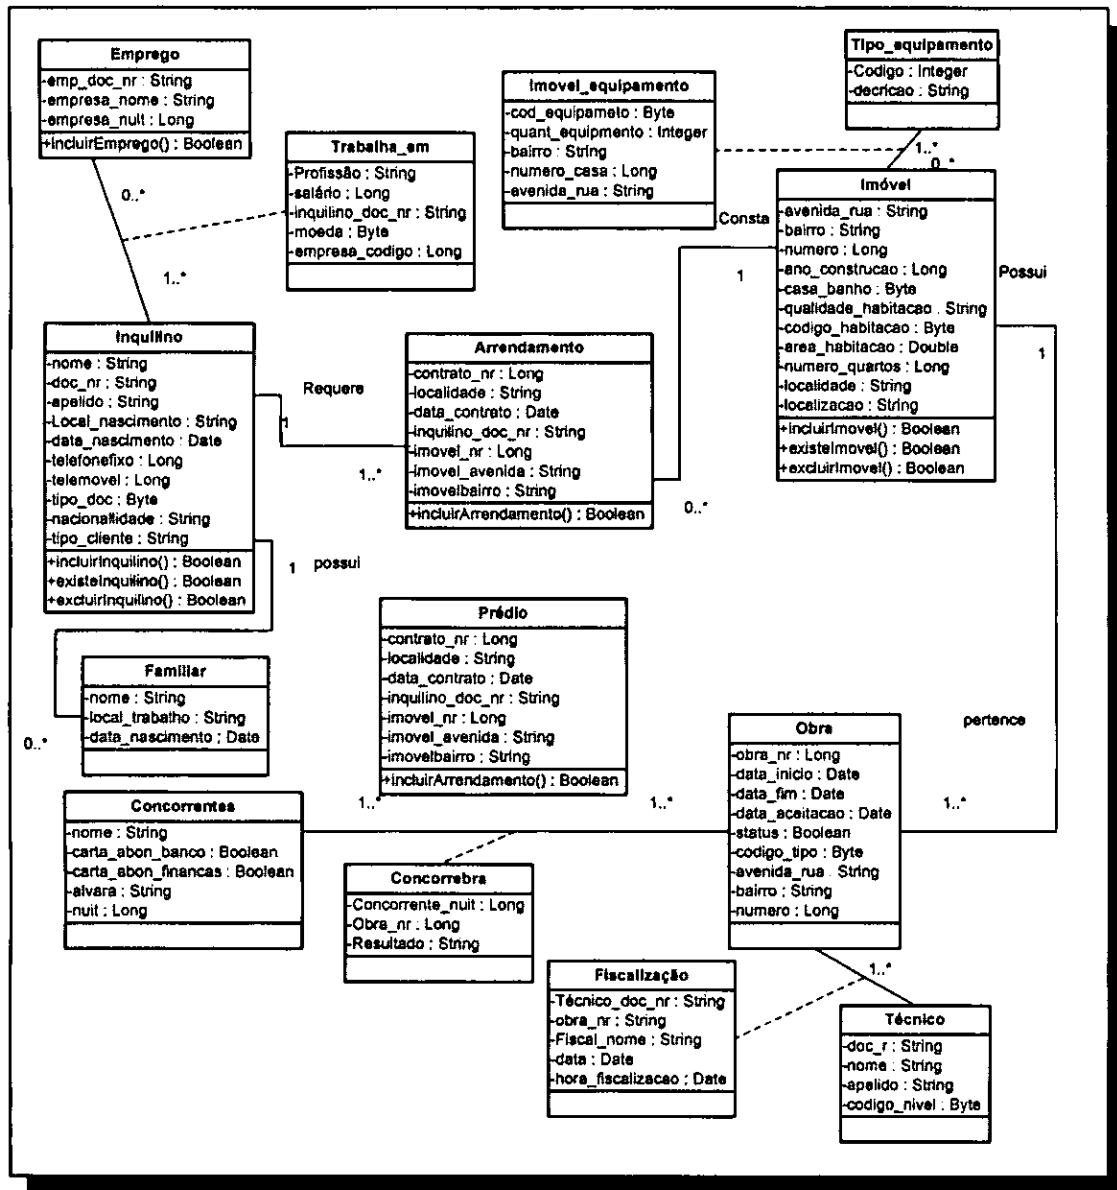 Emprego
-emp_doc_nr : String
-empresa_nome : String
-empresa_nuit : Long
+incluirEmprego() : Boolean
0..*
1..*
Trabalha_em
-Profissão : String
-salário : Long
-inquilino_doc_nr : String
-moeda : Byte
-empresa_codigo : Long
Imovel_equipamento
-cod_equipameto : Byte
-quant_equipmento : Integer
-bairro : String
-numero_casa : Long
-avenida_rua : String
Tipo_equipamento
-Codigo : Integer
-decricao : String
1..*
0..*
Imóvel
-avenida_rua : String
-bairro : String
-numero : Long
-ano_construcao : Long
-casa_banho : Byte
-qualidade_habitacao : String
-codigo_habitacao : Byte
-area_habitacao : Double
-numero_quartos : Long
-localidade : String
-localizacao : String
+incluirImovel() : Boolean
+existeImovel() : Boolean
+excluirImovel() : Boolean
Consta
1
Possui
1
Inquilino
-nome : String
-doc_nr : String
-apelido : String
-Local_nascimento : String
-data_nascimento : Date
-telefonefixo : Long
-telemovel : Long
-tipo_doc : Byte
-nacionalidade : String
-tipo_cliente : String
+incluirInquilino() : Boolean
+existeInquilino() : Boolean
+excluirInquilino() : Boolean
Requere
1
1..*
Arrendamento
-contrato_nr : Long
-localidade : String
-data_contrato : Date
-inquilino_doc_nr : String
-imovel_nr : Long
-imovel_avenida : String
-imovelbairro : String
+incluirArrendamento() : Boolean
0..*
1 possui
Familiar
-nome : String
-local_trabalho : String
-data_nascimento : Date
0..*
Prédio
-contrato_nr : Long
-localidade : String
-data_contrato : Date
-inquilino_doc_nr : String
-imovel_nr : Long
-imovel_avenida : String
-imovelbairro : String
+incluirArrendamento() : Boolean
pertence
Concorrentes
-nome : String
-carta_abon_banco : Boolean
-carta_abon_financas : Boolean
-alvara : String
-nuit : Long
1..*
1..*
Concorrebra
-Concorrente_nuit : Long
-Obra_nr : Long
-Resultado : String
Obra
-obra_nr : Long
-data_inicio : Date
-data_fim : Date
-data_aceitacao : Date
-status : Boolean
-codigo_tipo : Byte
-avenida_rua : String
-bairro : String
-numero : Long
1..*
1..*
Fiscalização
-Técnico_doc_nr : String
-obra_nr : String
-Fiscal_nome : String
-data : Date
-hora_fiscalizacao : Date
Técnico
-doc_r : String
-nome : String
-apelido : String
-codigo_nivel : Byte